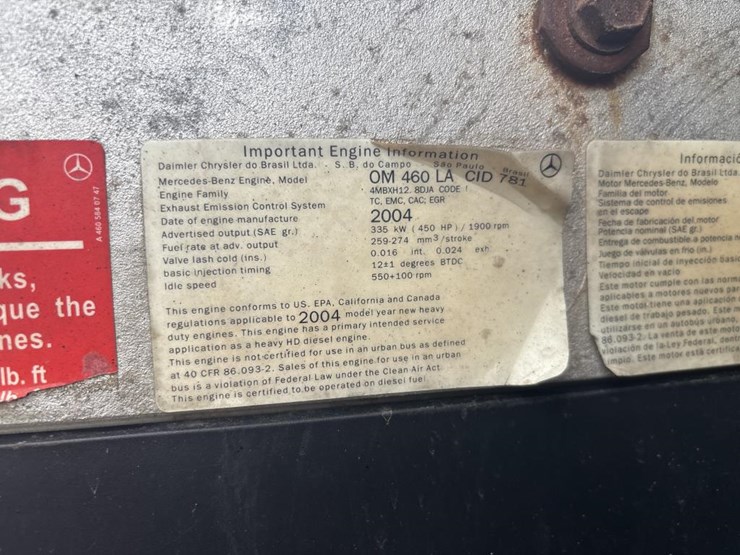 G
ks,
que the
nes.
lb. ft
A 460 584 07 47
Important Engine Information
Daimler Chrysler do Brasil Ltda. - S. B. do Campo - São Paulo Brasil
Mercedes-Benz Engine, Model OM 460 LA CID 781
Engine Family 4MBXH12. 8DJA CODE !
Exhaust Emission Control System TC, EMC, CAC; EGR
Date of engine manufacture 2004
Advertised output (SAE gr.) 335 kW ( 450 HP ) / 1900 rpm
Fuel rate at adv. output 259-274 mm³/stroke
Valve lash cold (ins.) 0.016 int. 0.024 exh
basic injection timing 12±1 degrees BTDC
Idle speed 550+100 rpm
This engine conforms to US. EPA, California and Canada
regulations applicable to 2004 model year new heavy
duty engines. This engine has a primary intended service
application as a heavy HD diesel engine.
This engine is not certified for use in an urban bus as defined
at 40 CFR 86.093-2. Sales of this engine for use in an urban
bus is a violation of Federal Law under the Clean Air Act.
This engine is certified to be operated on diesel fuel
Informació
Daimler Chrysler do Brasil Ltda.
Motor Mercedes-Benz, Modelo
Familia del motor
Sistema de control de emisiones
en el escape
Fecha de fabricación del motor
Potencia nominal (SAE gr.)
Entrega de combustible a potencia n
Juego de válvulas en frío (in.)
Tiempo inicial de inyección
Velocidad en vacío
Este motor cumple con las norma
aplicables a motores nuevos par
Este motor tiene una aplicación
diesel de trabajo pesado. Este m
utilizarse en un autobús urbano,
86.093-2. La venta de este moto
violación de la Ley Federal, dent
impio. Este motor está certific